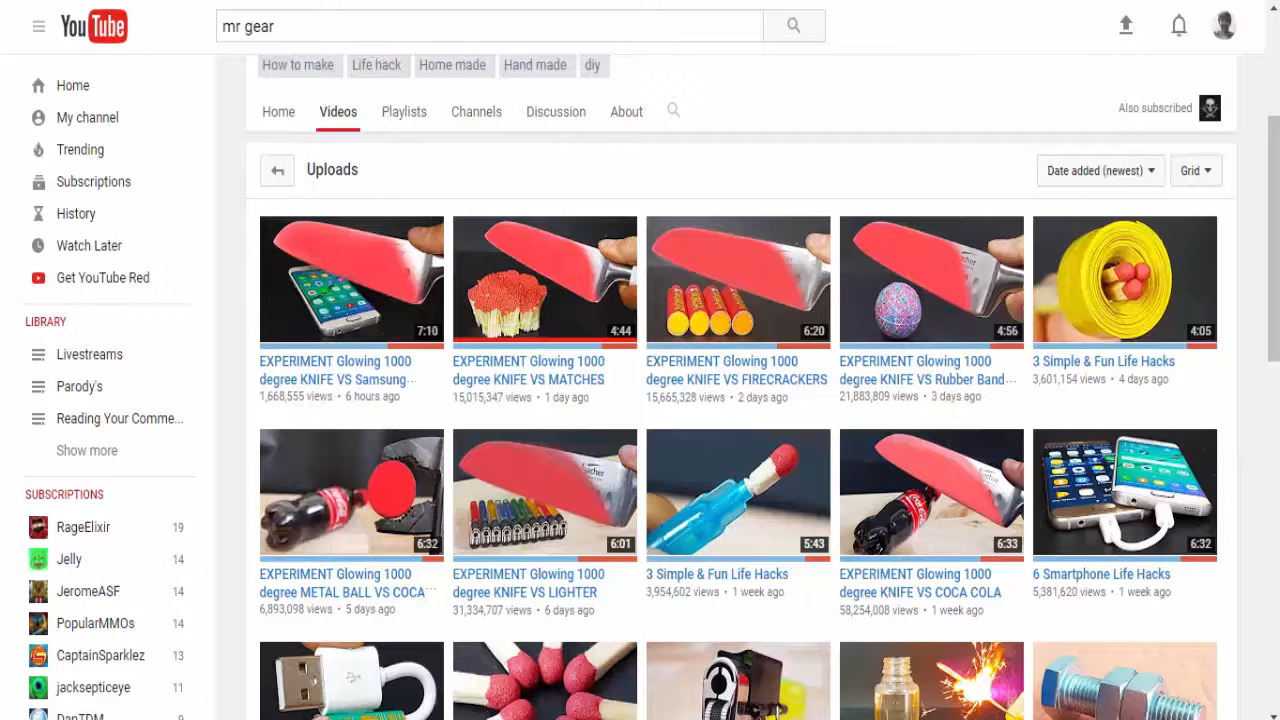 YouTube
mr gear
How to make Life hack Home made Hand made diy
Home Videos Playlists Channels Discussion About
Also subscribed
Home
My channel
Trending
Subscriptions
History
Watch Later
Get YouTube Red
LIBRARY
Livestreams
Parody's
Reading Your Comme...
Show more
SUBSCRIPTIONS
RageElixir 19
Jelly 14
JeromeASF 14
PopularMMOs 14
CaptainSparklez 13
jacksepticeye 11
DanTDM 9
Uploads
Date added (newest) Grid
7:10
EXPERIMENT Glowing 1000
degree KNIFE VS Samsung...
1,668,555 views • 6 hours ago
4:44
EXPERIMENT Glowing 1000
degree KNIFE VS MATCHES
15,015,347 views • 1 day ago
6:20
EXPERIMENT Glowing 1000
degree KNIFE VS FIRECRACKERS
15,665,328 views • 2 days ago
4:56
EXPERIMENT Glowing 1000
degree KNIFE VS Rubber Band...
21,883,809 views • 3 days ago
4:05
3 Simple & Fun Life Hacks
3,601,154 views • 4 days ago
6:32
EXPERIMENT Glowing 1000
degree METAL BALL VS COCA...
6,893,098 views • 5 days ago
6:01
EXPERIMENT Glowing 1000
degree KNIFE VS LIGHTER
31,334,707 views • 6 days ago
5:43
3 Simple & Fun Life Hacks
3,954,602 views • 1 week ago
6:33
EXPERIMENT Glowing 1000
degree KNIFE VS COCA COLA
58,254,008 views • 1 week ago
6:32
6 Smartphone Life Hacks
5,381,620 views • 1 week ago